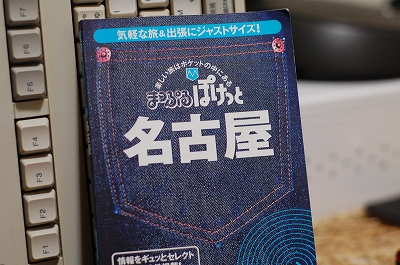 気軽な旅&出張にジャストサイズ!
楽しい旅はポケットの中にある
まっぷるぽけっと
名古屋
情報をギュッとセレクト
F7
F6
F5
F4
F3
F2
F1